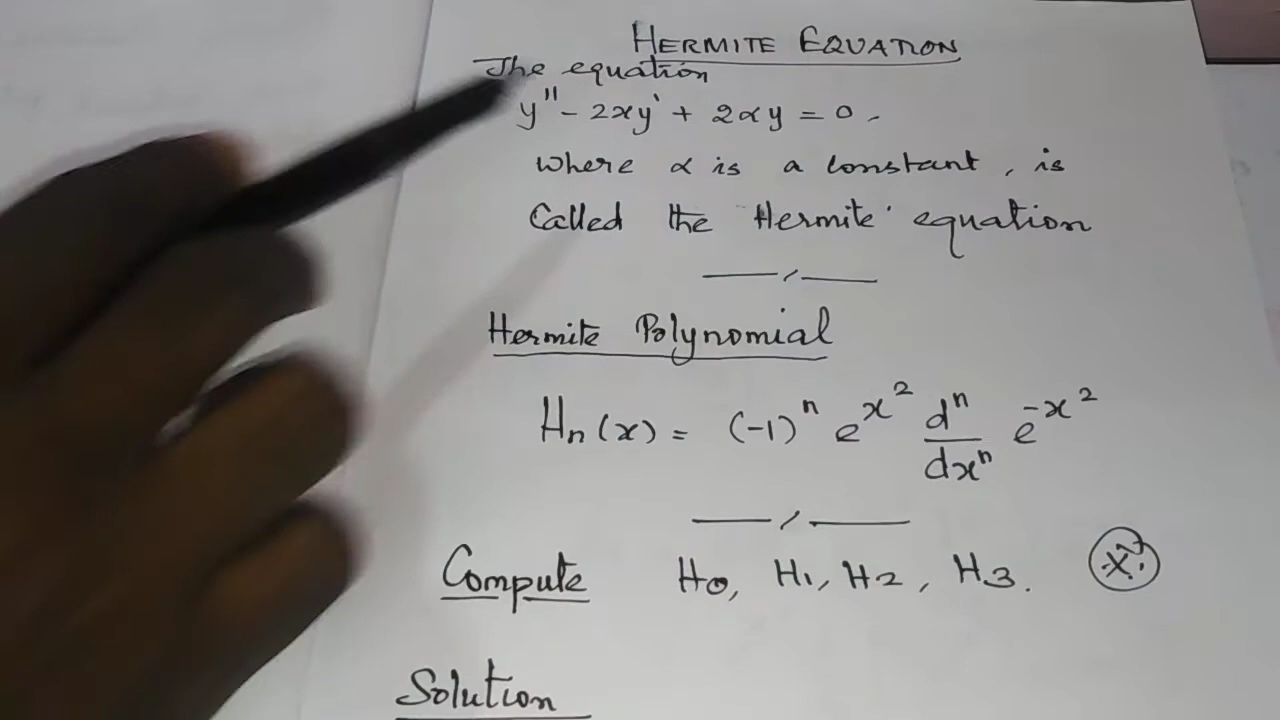 HERMITE EQUATION
The equation
y'' - 2xy' + 2αy = 0.
where α is a constant, is
Called the Hermite equation
Hermite Polynomial
Hn(x) = (-1)^n e^x^2 d^n/dx^n e^-x^2
Compute H0, H1, H2, H3.
Solution